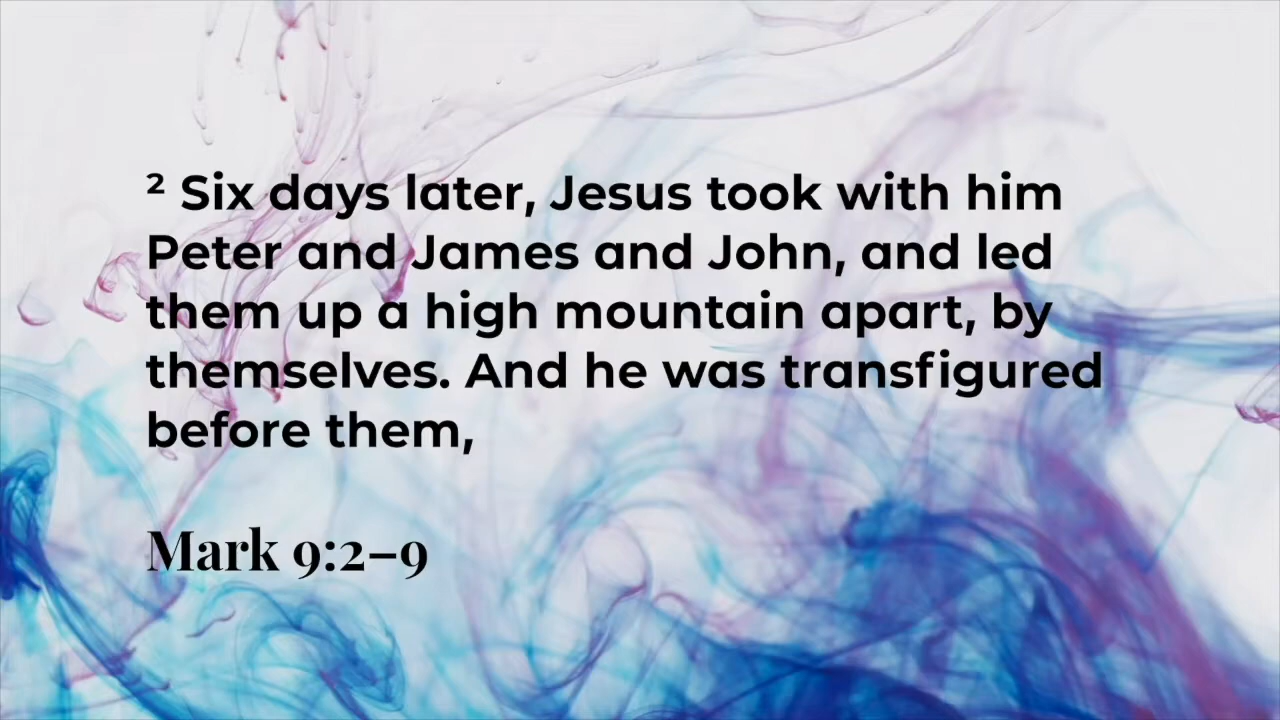 ² Six days later, Jesus took with him
Peter and James and John, and led
them up a high mountain apart, by
themselves. And he was transfigured
before them,
Mark 9:2–9